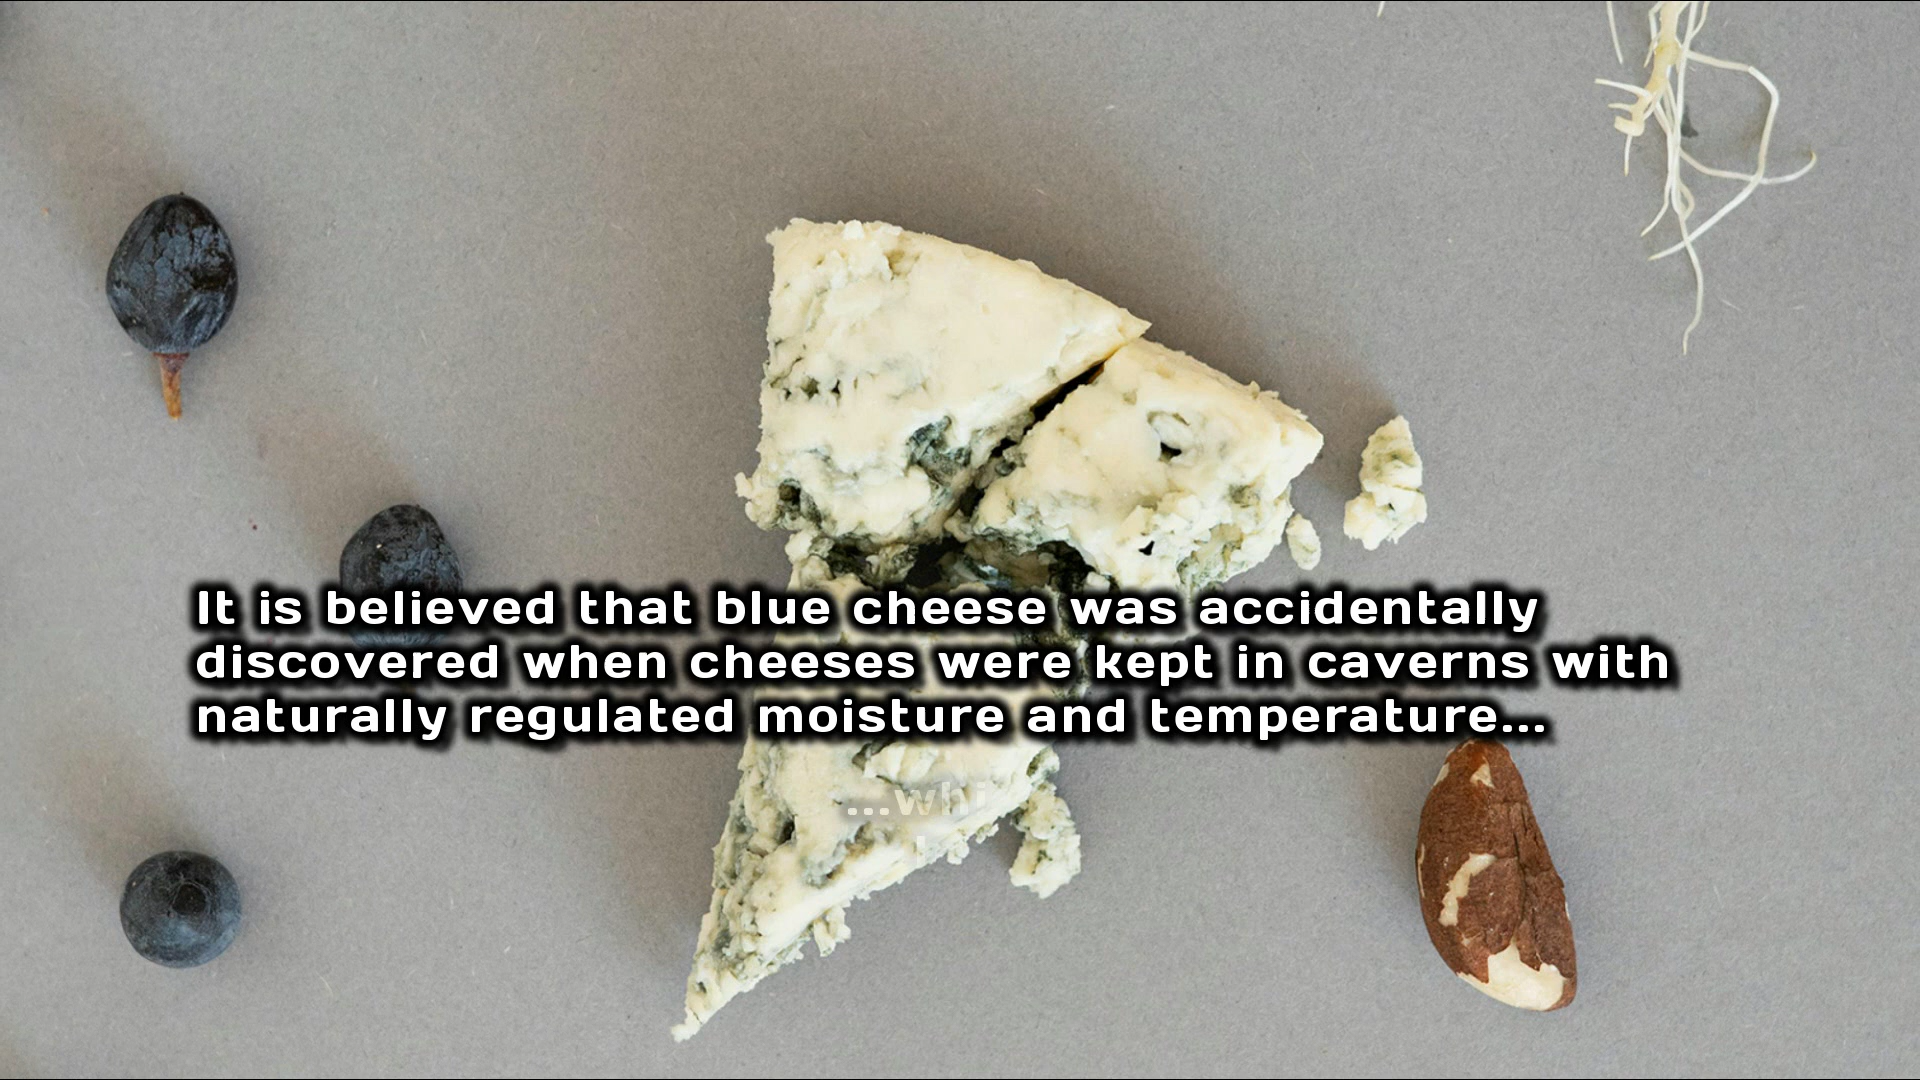 It is believed that blue cheese was accidentally
discovered when cheeses were kept in caverns with
naturally regulated moisture and temperature...
...whi